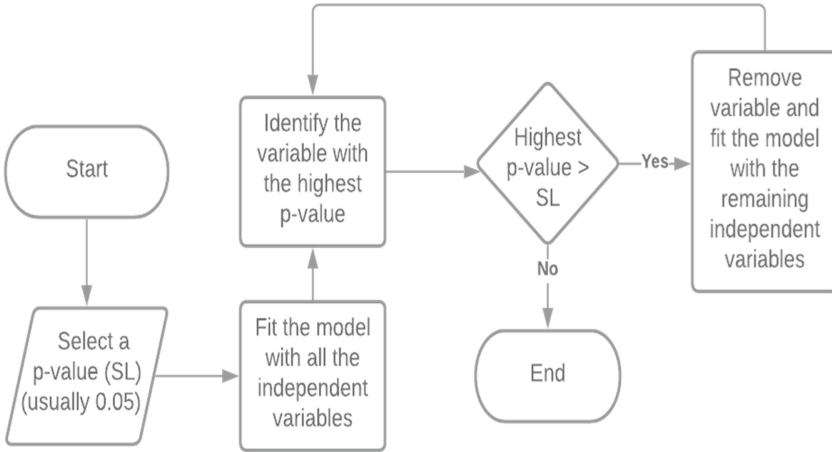 Start
Select a
p-value (SL)
(usually 0.05)
Fit the model
with all the
independent
variables
Identify the
variable with
the highest
p-value
Highest
p-value >
SL
Yes
Remove
variable and
fit the model
with the
remaining
independent
variables
No
End